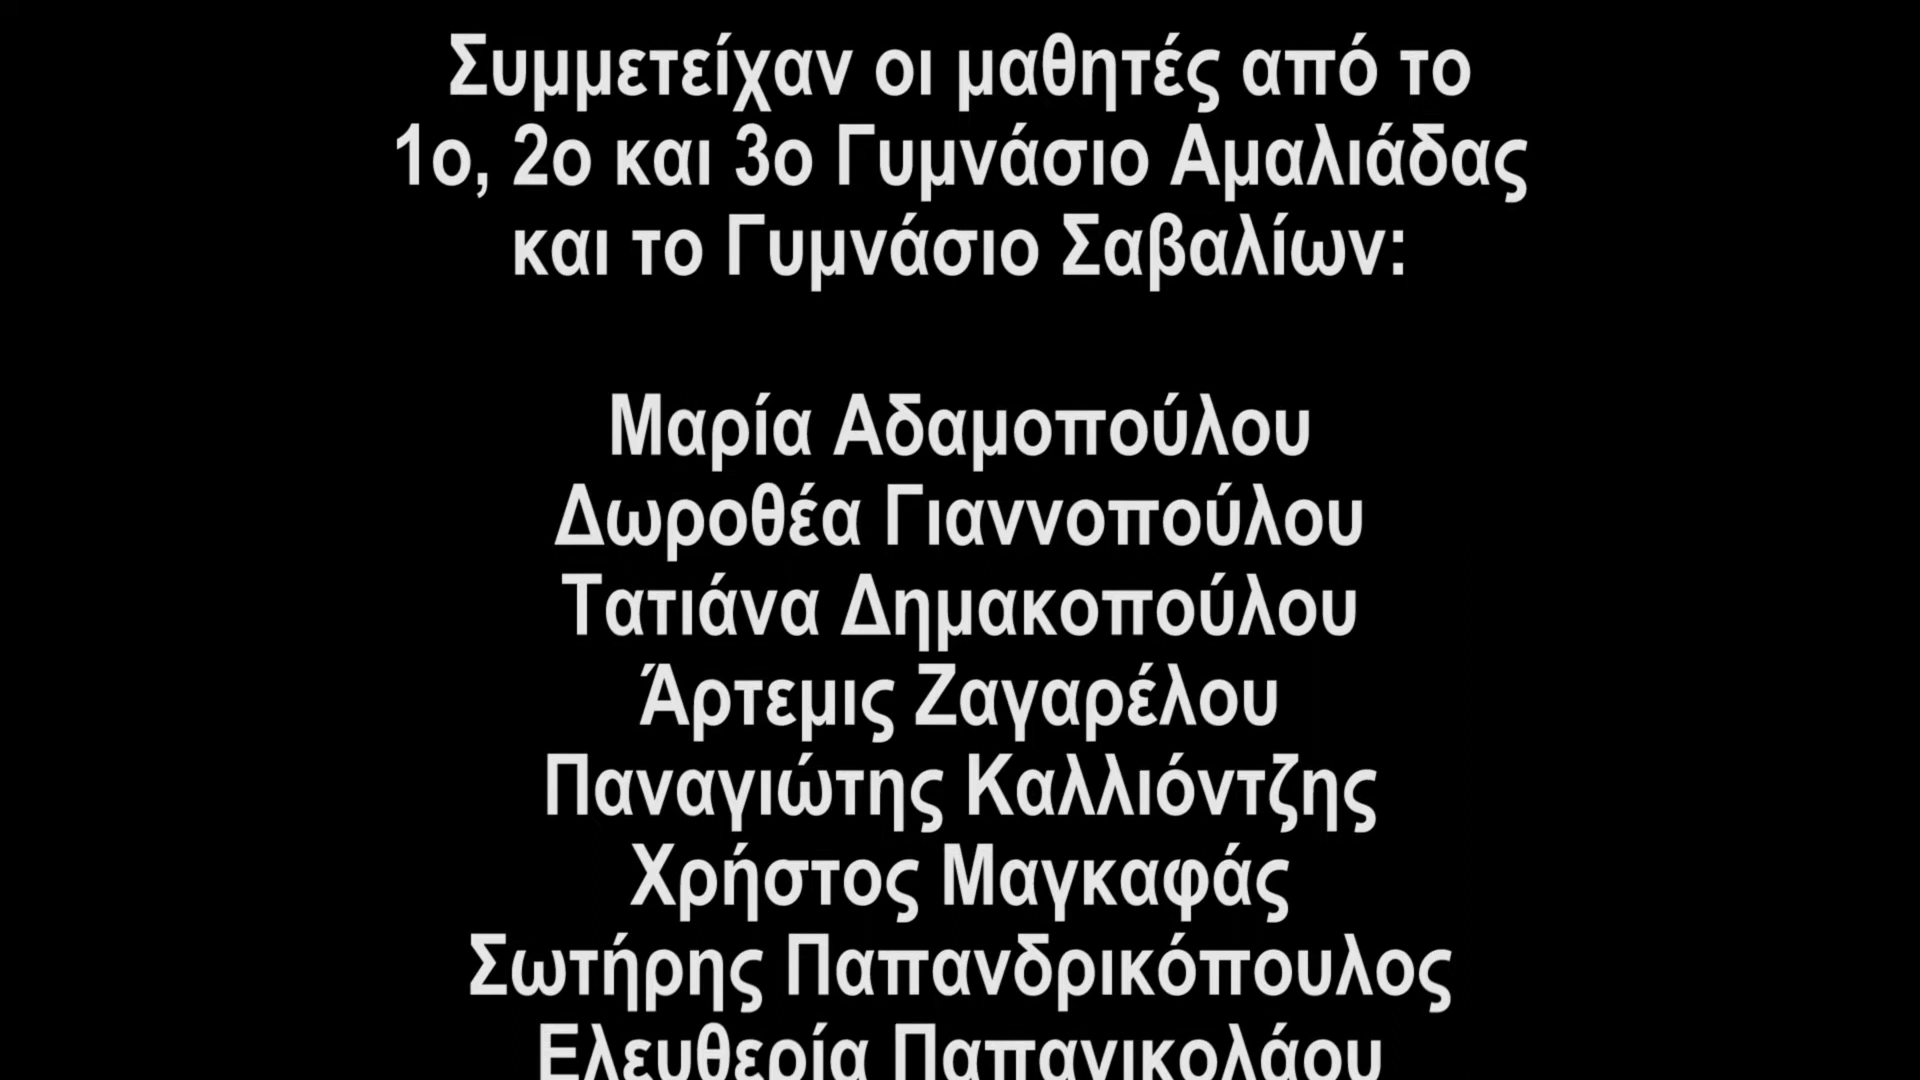 Συμμετείχαν οι μαθητές από το
1ο, 2ο και 3ο Γυμνάσιο Αμαλιάδας
και το Γυμνάσιο Σαβαλίων:
Μαρία Αδαμοπούλου
Δωροθέα Γιαννοπούλου
Τατιάνα Δημακοπούλου
Άρτεμις Ζαγαρέλου
Παναγιώτης Καλλιόντζης
Χρήστος Μαγκαφάς
Σωτήρης Παπανδρικόπουλος
Ελευθερία Παπανικολάου